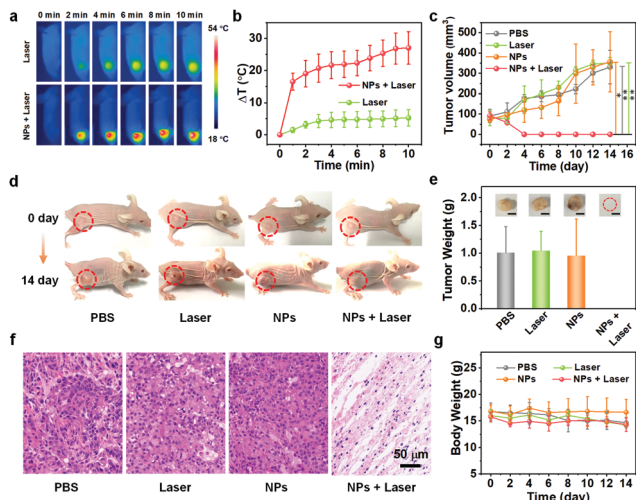 a
0 min 2 min 4 min 6 min 8 min 10 min
Laser
NPs + Laser
54 °C
18 °C
b
ΔT (°C)
40
30
20
10
0
0 2 4 6 8 10
Time (min)
NPs + Laser
Laser
c
Tumor volume (mm³)
500
400
300
200
100
0
0 2 4 6 8 10 12 14 16
Time (day)
PBS
Laser
NPs
NPs + Laser
*
**
**
d
0 day
14 day
PBS Laser NPs NPs + Laser
e
Tumor Weight (g)
2.0
1.5
1.0
0.5
0.0
PBS
Laser
NPs
NPs +
Laser
f
50 μm
PBS Laser NPs NPs + Laser
g
Body Weight (g)
30
25
20
15
10
0 2 4 6 8 10 12 14
Time (day)
PBS Laser
NPs NPs + Laser